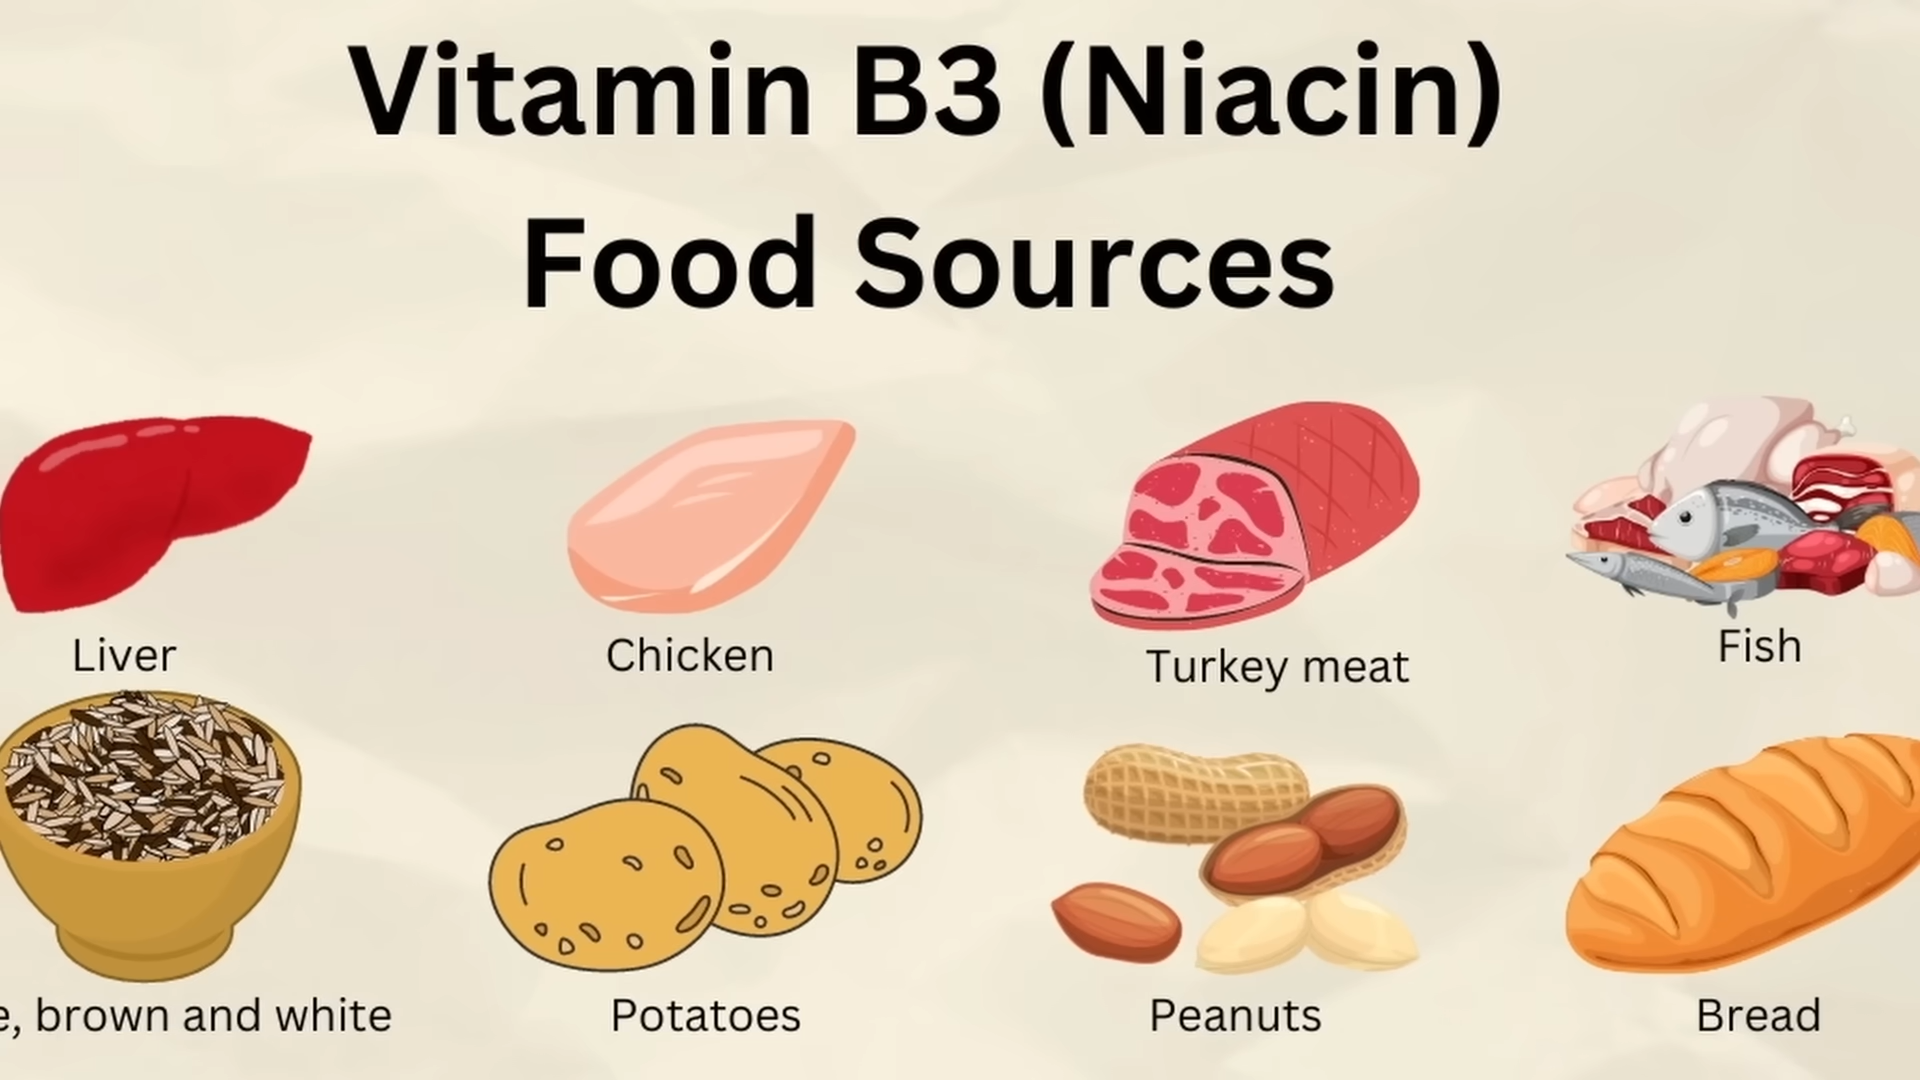 Vitamin B3 (Niacin)
Food Sources
Liver
Chicken
Turkey meat
Fish
e, brown and white
Potatoes
Peanuts
Bread